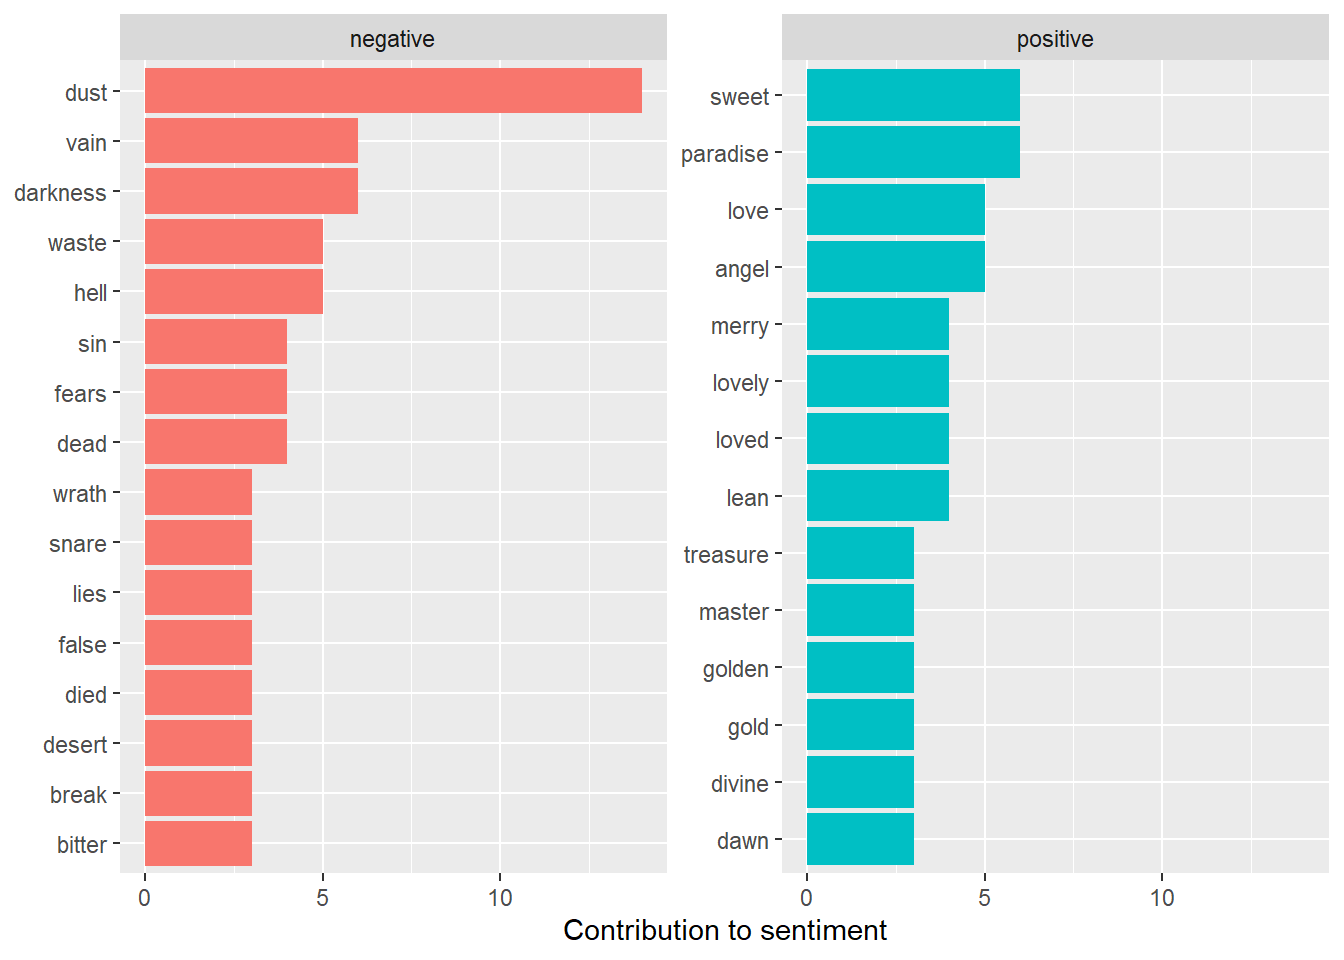 negative
dust
vain
darkness
waste
hell
sin
fears
dead
wrath
snare
lies
false
died
desert
break
bitter
0 5 10
positive
sweet
paradise
love
angel
merry
lovely
loved
lean
treasure
master
golden
gold
divine
dawn
0 5 10
Contribution to sentiment